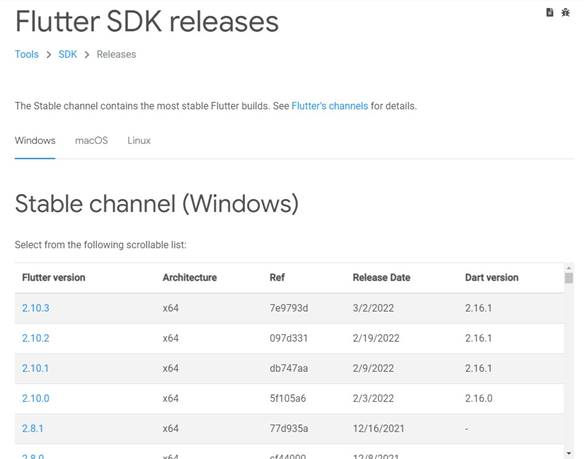 Flutter SDK releases
Tools > SDK > Releases
The Stable channel contains the most stable Flutter builds. See Flutter's channels for details.
Windows macOS Linux
Stable channel (Windows)
Select from the following scrollable list:
Flutter version Architecture Ref Release Date Dart version
2.10.3 x64 7e9793d 3/2/2022 2.16.1
2.10.2 x64 097d331 2/19/2022 2.16.1
2.10.1 x64 db747aa 2/9/2022 2.16.1
2.10.0 x64 5f105a6 2/3/2022 2.16.0
2.8.1 x64 77d935a 12/16/2021 -
2.8.0 x64 cf44000 12/8/2021